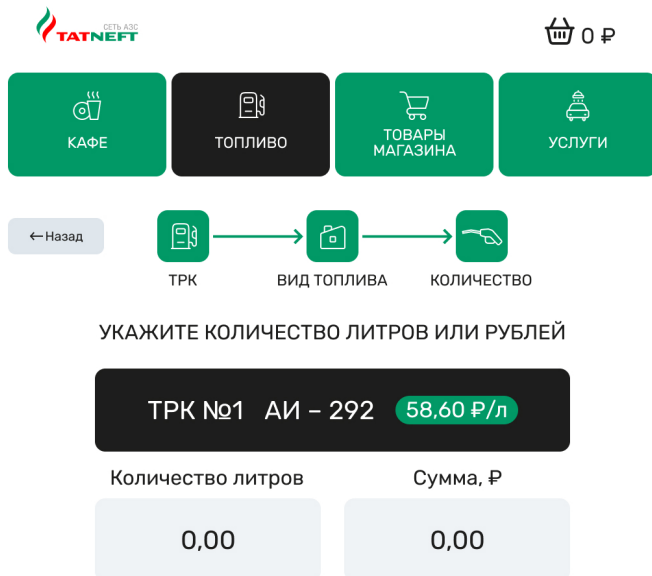 СЕТЬ АЗС
TATNEFT
0 ₽
КАФЕ
ТОПЛИВО
ТОВАРЫ
МАГАЗИНА
УСЛУГИ
←Назад
ТРК
ВИД ТОПЛИВА
КОЛИЧЕСТВО
УКАЖИТЕ КОЛИЧЕСТВО ЛИТРОВ ИЛИ РУБЛЕЙ
ТРК №1 АИ – 292 58,60 ₽/л
Количество литров
Сумма, ₽
0,00
0,00